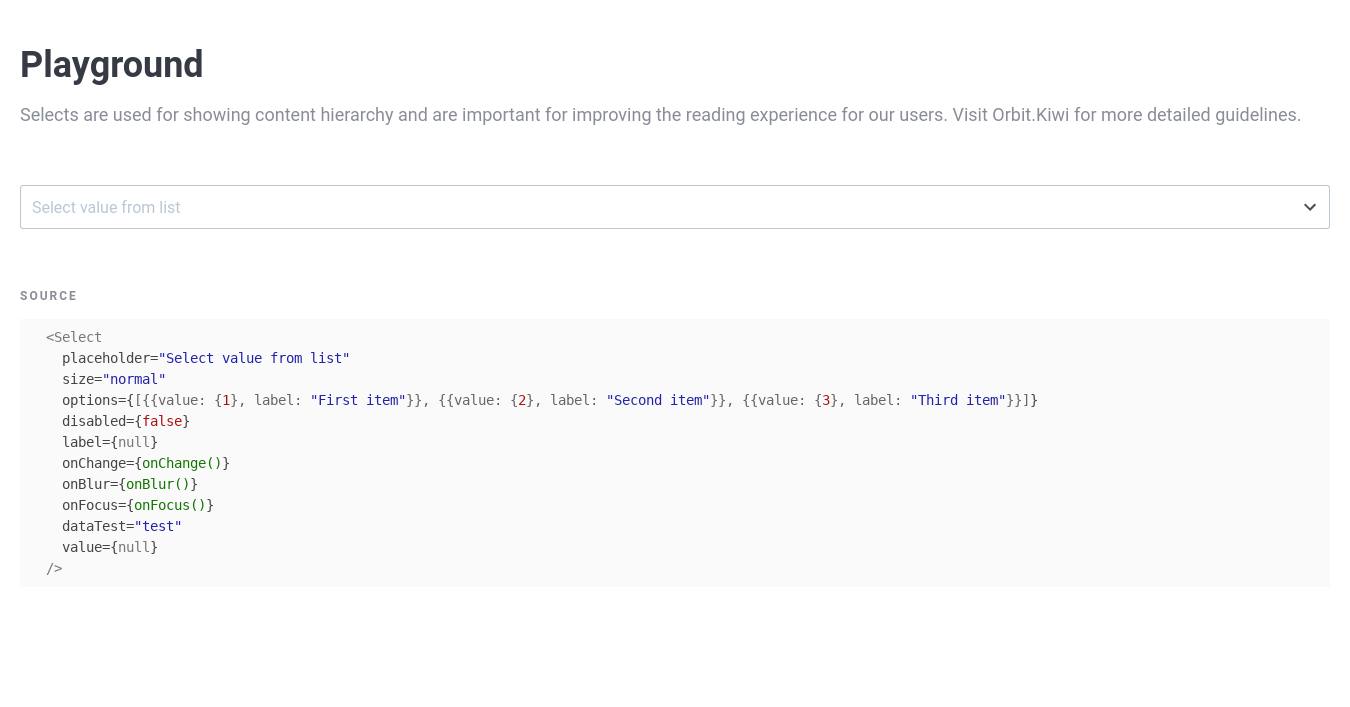 Playground
Selects are used for showing content hierarchy and are important for improving the reading experience for our users. Visit Orbit.Kiwi for more detailed guidelines.
Select value from list
SOURCE
<Select
  placeholder="Select value from list"
  size="normal"
  options={[{{value: {1}, label: "First item"}}, {{value: {2}, label: "Second item"}}, {{value: {3}, label: "Third item"}}]}
  disabled={false}
  label={null}
  onChange={onChange()}
  onBlur={onBlur()}
  onFocus={onFocus()}
  dataTest="test"
  value={null}
/>